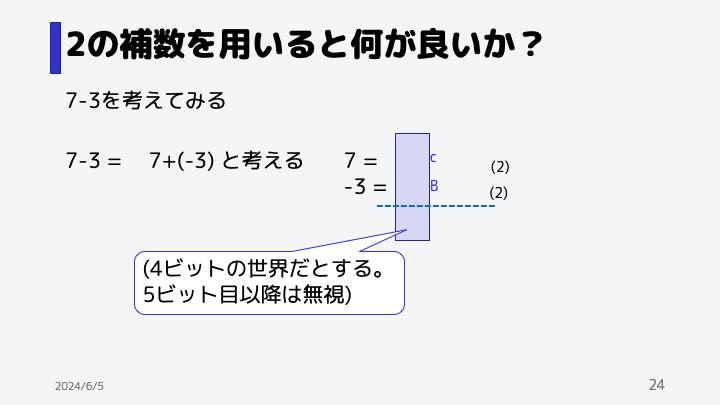 2の補数を用いると何が良いか？
7-3を考えてみる
7-3 = 7+(-3) と考える
7 = c (2)
-3 = B (2)
(4ビットの世界だとする。
5ビット目以降は無視)
2024/6/5
24